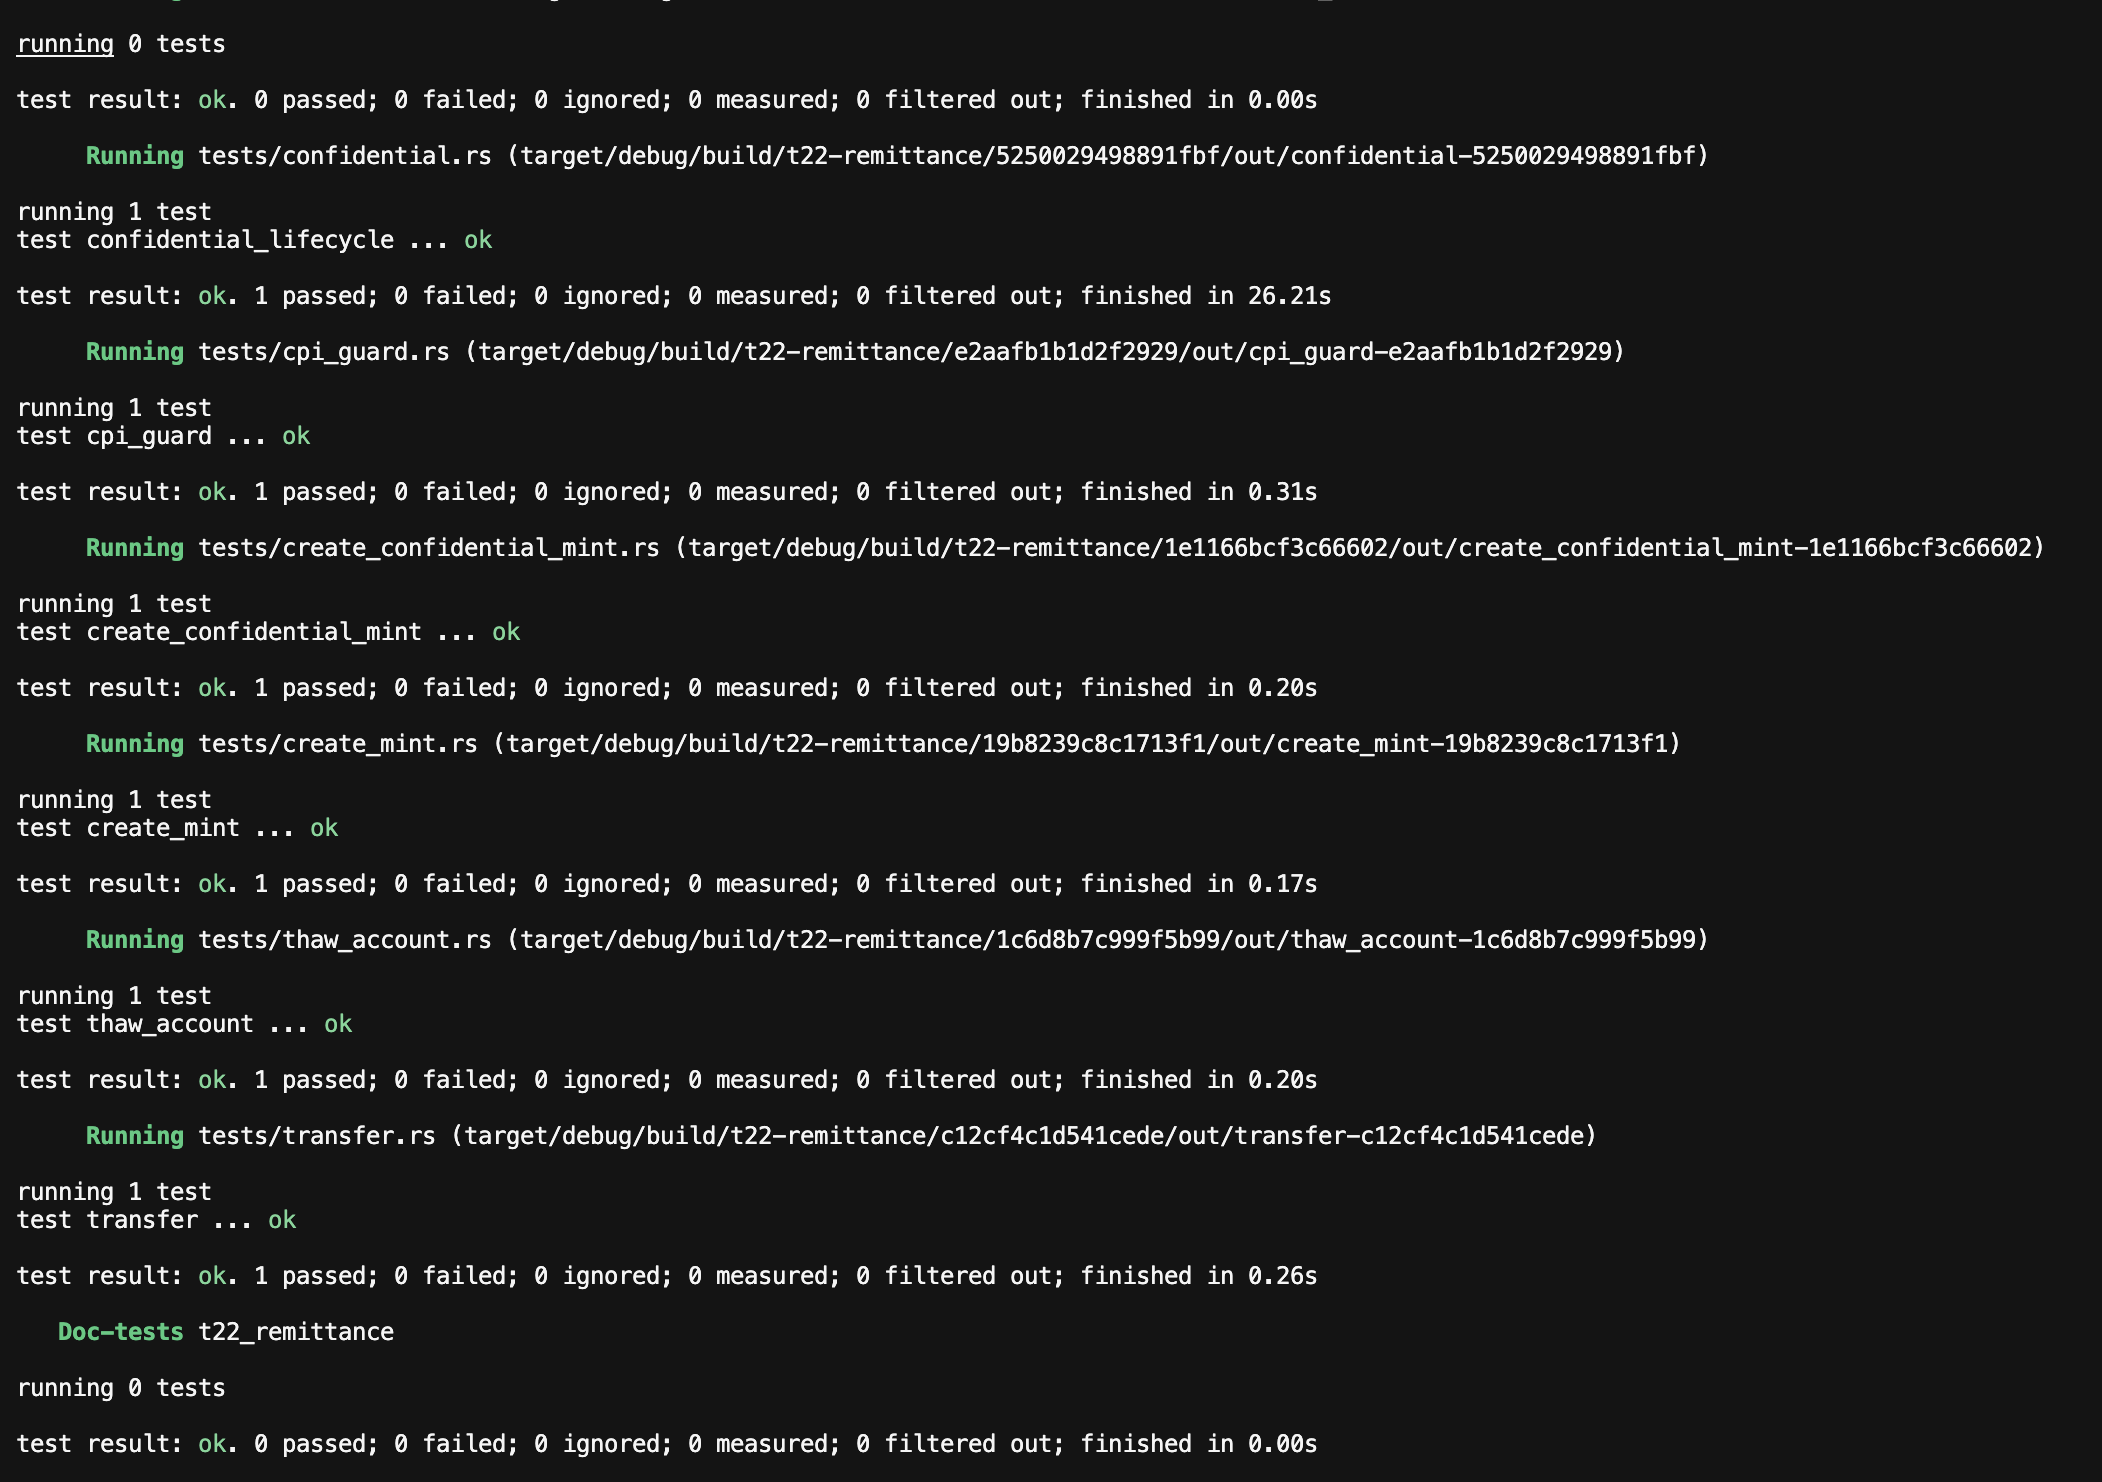 running 0 tests
test result: ok. 0 passed; 0 failed; 0 ignored; 0 measured; 0 filtered out; finished in 0.00s
Running tests/confidential.rs (target/debug/build/t22-remittance/5250029498891fbf/out/confidential-5250029498891fbf)
running 1 test
test confidential_lifecycle ... ok
test result: ok. 1 passed; 0 failed; 0 ignored; 0 measured; 0 filtered out; finished in 26.21s
Running tests/cpi_guard.rs (target/debug/build/t22-remittance/e2aafb1b1d2f2929/out/cpi_guard-e2aafb1b1d2f2929)
running 1 test
test cpi_guard ... ok
test result: ok. 1 passed; 0 failed; 0 ignored; 0 measured; 0 filtered out; finished in 0.31s
Running tests/create_confidential_mint.rs (target/debug/build/t22-remittance/1e1166bcf3c66602/out/create_confidential_mint-1e1166bcf3c66602)
running 1 test
test create_confidential_mint ... ok
test result: ok. 1 passed; 0 failed; 0 ignored; 0 measured; 0 filtered out; finished in 0.20s
Running tests/create_mint.rs (target/debug/build/t22-remittance/19b8239c8c1713f1/out/create_mint-19b8239c8c1713f1)
running 1 test
test create_mint ... ok
test result: ok. 1 passed; 0 failed; 0 ignored; 0 measured; 0 filtered out; finished in 0.17s
Running tests/thaw_account.rs (target/debug/build/t22-remittance/1c6d8b7c999f5b99/out/thaw_account-1c6d8b7c999f5b99)
running 1 test
test thaw_account ... ok
test result: ok. 1 passed; 0 failed; 0 ignored; 0 measured; 0 filtered out; finished in 0.20s
Running tests/transfer.rs (target/debug/build/t22-remittance/c12cf4c1d541cede/out/transfer-c12cf4c1d541cede)
running 1 test
test transfer ... ok
test result: ok. 1 passed; 0 failed; 0 ignored; 0 measured; 0 filtered out; finished in 0.26s
Doc-tests t22_remittance
running 0 tests
test result: ok. 0 passed; 0 failed; 0 ignored; 0 measured; 0 filtered out; finished in 0.00s